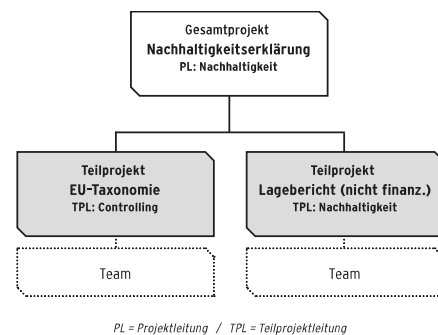 Gesamtprojekt
Nachhaltigkeitserklärung
PL: Nachhaltigkeit
Teilprojekt
EU-Taxonomie
TPL: Controlling
Teilprojekt
Lagebericht (nicht finanz.)
TPL: Nachhaltigkeit
Team
Team
PL = Projektleitung / TPL = Teilprojektleitung